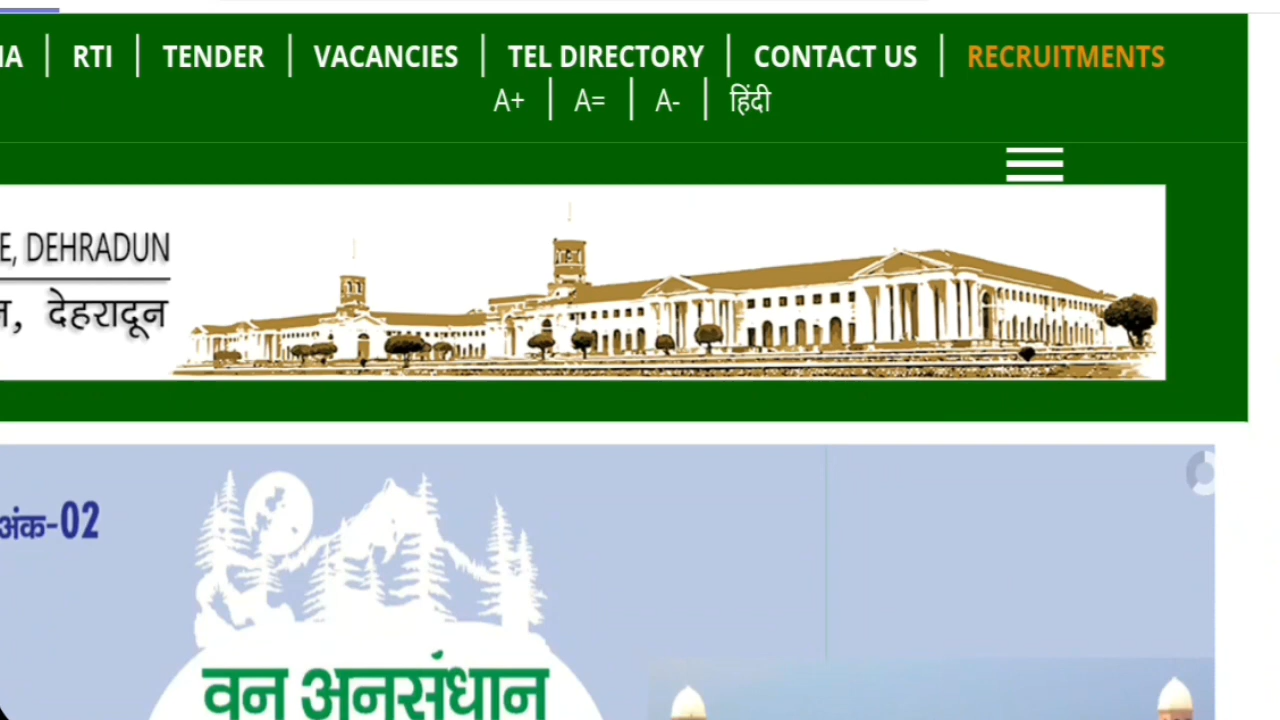 RTI | TENDER | VACANCIES | TEL DIRECTORY | CONTACT US | RECRUITMENTS
A+ | A= | A- | हिंदी
DEHRADUN
देहरादून
अंक-02
वन अनुसंधान